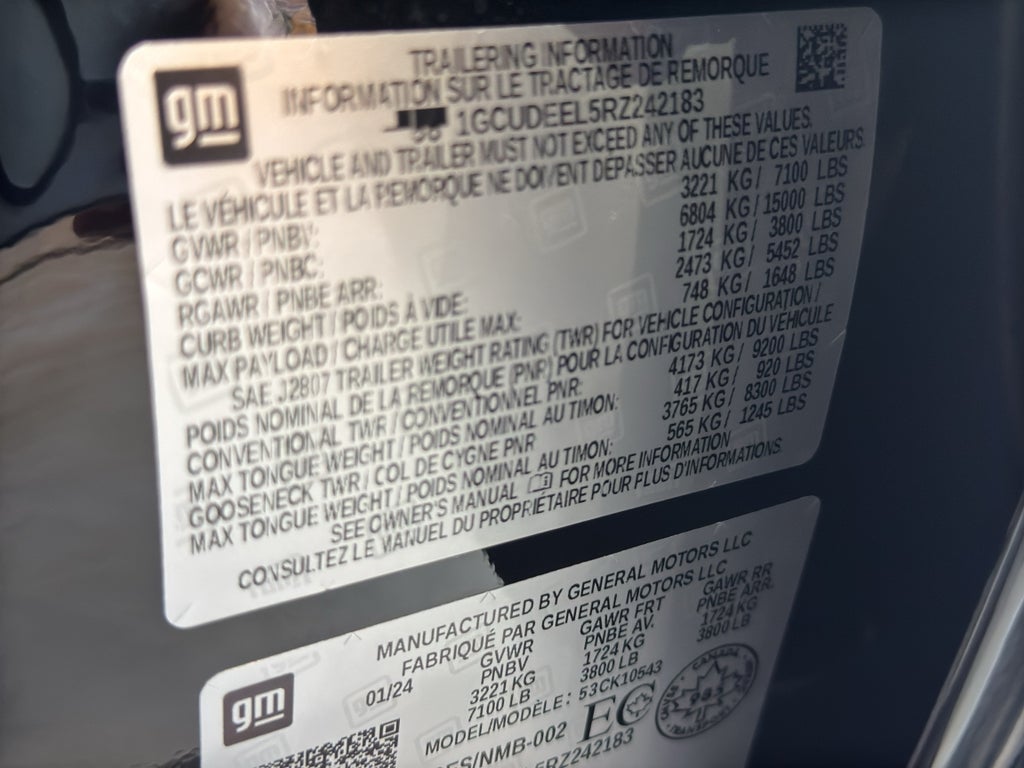 gm
TRAILERING INFORMATION
INFORMATION SUR LE TRACTAGE DE REMORQUE
1GCUDEEL5RZ242183
VEHICLE AND TRAILER MUST NOT EXCEED ANY OF THESE VALUES.
LE VÉHICULE ET LA REMORQUE NE DOIVENT DÉPASSER AUCUNE DE CES VALEURS.
GVWR / PNBV: 3221 KG / 7100 LBS
GCWR / PNBC: 6804 KG / 15000 LBS
RGAWR / PNBE ARR: 1724 KG / 3800 LBS
CURB WEIGHT / POIDS À VIDE: 2473 KG / 5452 LBS
MAX PAYLOAD / CHARGE UTILE MAX: 748 KG / 1648 LBS
SAE J2807 TRAILER WEIGHT RATING (TWR) FOR VEHICLE CONFIGURATION /
POIDS NOMINAL DE LA REMORQUE (PNR) POUR LA CONFIGURATION DU VEHICULE
CONVENTIONAL TWR / CONVENTIONNEL PNR: 4173 KG / 9200 LBS
MAX TONGUE WEIGHT / POIDS NOMINAL AU TIMON: 417 KG / 920 LBS
GOOSENECK TWR / COL DE CYGNE PNR 3765 KG / 8300 LBS
MAX TONGUE WEIGHT / POIDS NOMINAL AU TIMON: 565 KG / 1245 LBS
SEE OWNER'S MANUAL FOR MORE INFORMATION
CONSULTEZ LE MANUEL DU PROPRIÉTAIRE POUR PLUS D'INFORMATIONS.
gm
MANUFACTURED BY GENERAL MOTORS LLC
FABRIQUÉ PAR GENERAL MOTORS LLC
01/24 GVWR GAWR FRT GAWR RR
PNBV PNBE AV. PNBE ARR.
3221 KG 1724 KG 1724 KG
7100 LB 3800 LB 3800 LB
MODEL/MODÈLE: 53CK10543
ES/NMB-002 EC
5RZ242183
CANADA
985
TRANSPORT